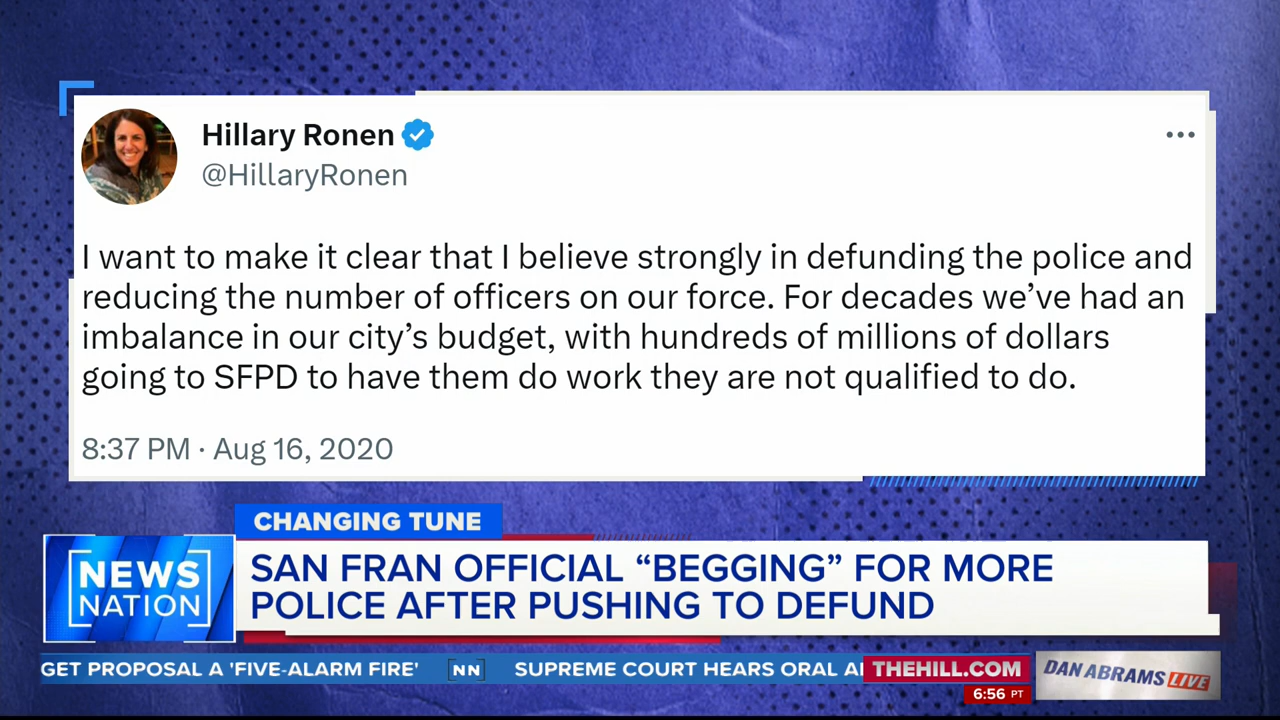 Hillary Ronen
@HillaryRonen
I want to make it clear that I believe strongly in defunding the police and
reducing the number of officers on our force. For decades we’ve had an
imbalance in our city’s budget, with hundreds of millions of dollars
going to SFPD to have them do work they are not qualified to do.
8:37 PM · Aug 16, 2020
CHANGING TUNE
NEWS
NATION
SAN FRAN OFFICIAL “BEGGING” FOR MORE
POLICE AFTER PUSHING TO DEFUND
GET PROPOSAL A 'FIVE-ALARM FIRE' NN SUPREME COURT HEARS ORAL
THEHILL.COM
6:56 PT
DAN ABRAMS LIVE